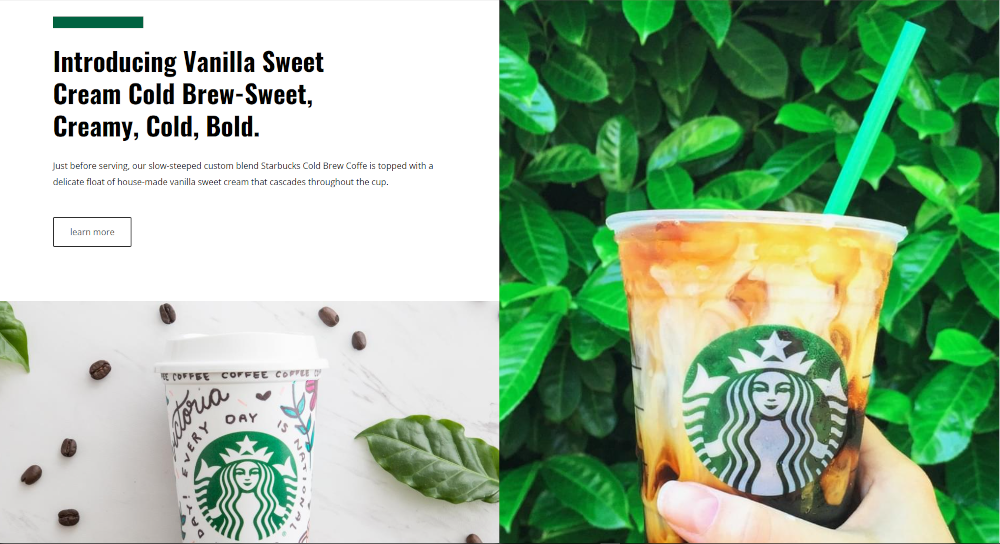 Introducing Vanilla Sweet
Cream Cold Brew-Sweet,
Creamy, Cold, Bold.
Just before serving, our slow-steeped custom blend Starbucks Cold Brew Coffe is topped with a
delicate float of house-made vanilla sweet cream that cascades throughout the cup.
learn more
COFFEE COFFEE COFFEE
EVERY DAY IS NATIONAL
DAY!